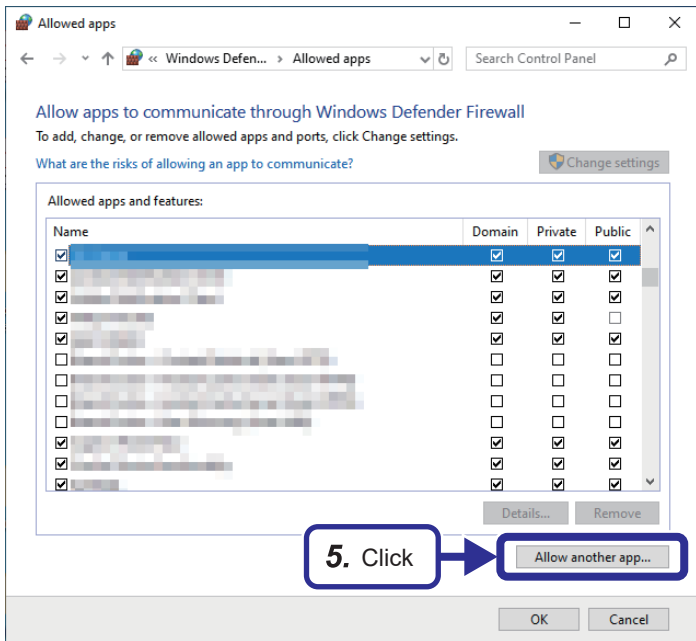 Allowed apps
« Windows Defen... › Allowed apps
Search Control Panel
Allow apps to communicate through Windows Defender Firewall
To add, change, or remove allowed apps and ports, click Change settings.
What are the risks of allowing an app to communicate?
Change settings
Allowed apps and features:
Name Domain Private Public
Details... Remove
5. Click
Allow another app...
OK Cancel